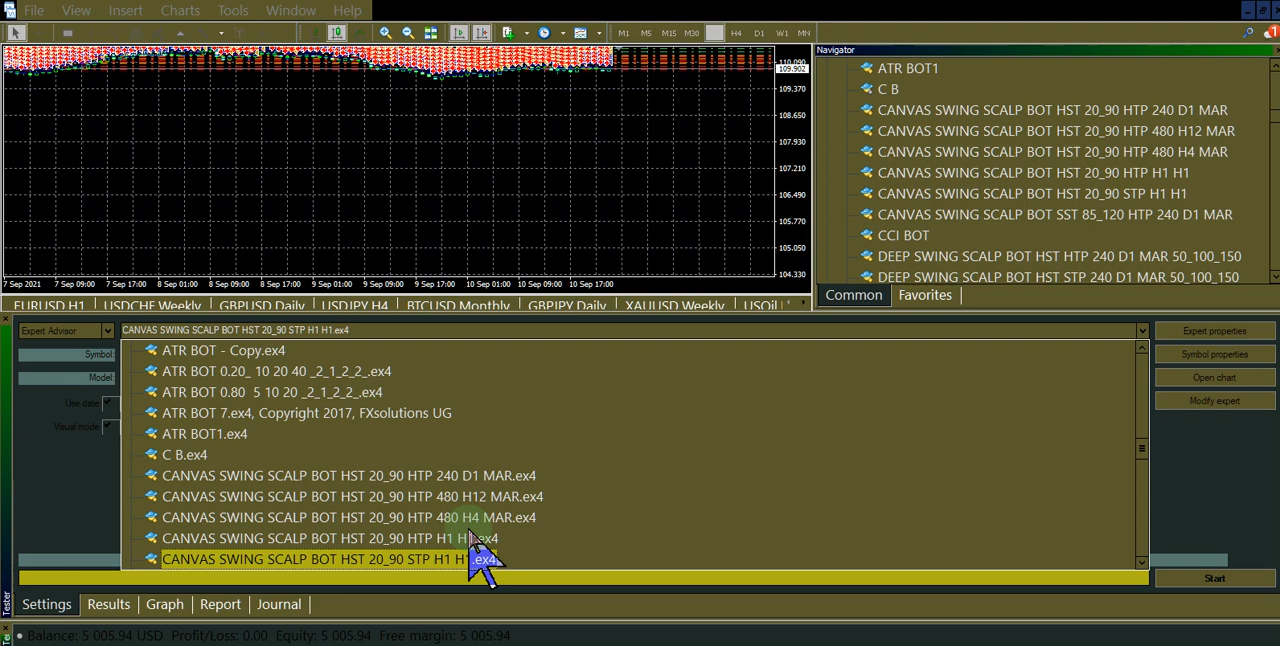 File View Insert Charts Tools Window Help
M1 M5 M15 M30 H4 D1 W1 MN
1
110.090
109.902
109.370
108.650
107.930
107.210
106.490
105.770
105.050
104.330
7 Sep 2021 7 Sep 09:00 7 Sep 17:00 8 Sep 01:00 8 Sep 09:00 8 Sep 17:00 9 Sep 01:00 9 Sep 09:00 9 Sep 17:00 10 Sep 01:00 10 Sep 09:00 10 Sep 17:00
EURUSD H1 USDCHF Weekly GBPUSD Daily USDJPY H4 BTCUSD Monthly GBPJPY Daily XAUUSD Weekly USOil
Navigator
ATR BOT1
C B
CANVAS SWING SCALP BOT HST 20_90 HTP 240 D1 MAR
CANVAS SWING SCALP BOT HST 20_90 HTP 480 H12 MAR
CANVAS SWING SCALP BOT HST 20_90 HTP 480 H4 MAR
CANVAS SWING SCALP BOT HST 20_90 HTP H1 H1
CANVAS SWING SCALP BOT HST 20_90 STP H1 H1
CANVAS SWING SCALP BOT SST 85_120 HTP 240 D1 MAR
CCI BOT
DEEP SWING SCALP BOT HST HTP 240 D1 MAR 50_100_150
DEEP SWING SCALP BOT HST STP 240 D1 MAR 50_100_150
Common Favorites
Expert Advisor
CANVAS SWING SCALP BOT HST 20_90 STP H1 H1.ex4
Symbol:
Model:
Use date
Visual mode
ATR BOT - Copy.ex4
ATR BOT 0.20_ 10 20 40 _2_1_2_2_.ex4
ATR BOT 0.80 5 10 20 _2_1_2_2_.ex4
ATR BOT 7.ex4, Copyright 2017, FXsolutions UG
ATR BOT1.ex4
C B.ex4
CANVAS SWING SCALP BOT HST 20_90 HTP 240 D1 MAR.ex4
CANVAS SWING SCALP BOT HST 20_90 HTP 480 H12 MAR.ex4
CANVAS SWING SCALP BOT HST 20_90 HTP 480 H4 MAR.ex4
CANVAS SWING SCALP BOT HST 20_90 HTP H1 H1.ex4
CANVAS SWING SCALP BOT HST 20_90 STP H1 H1.ex4
Expert properties
Symbol properties
Open chart
Modify expert
Start
Tester
Settings Results Graph Report Journal
Balance: 5 005.94 USD Profit/Loss: 0.00 Equity: 5 005.94 Free margin: 5 005.94